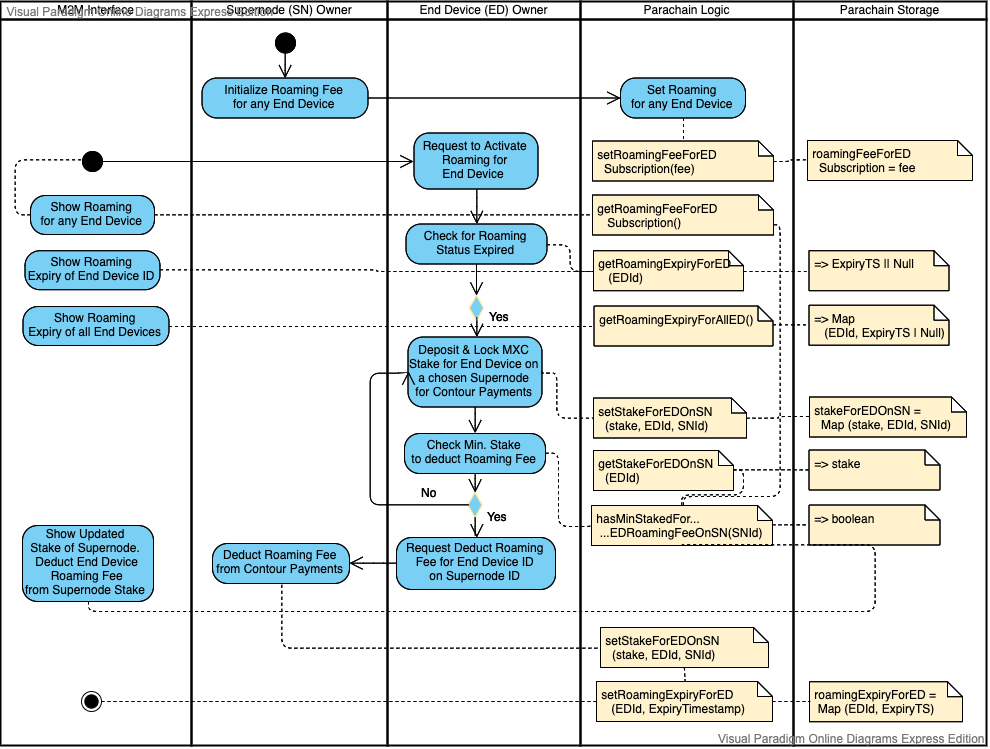 Visual Paradigm Online Diagrams Express Edition
M2M Interface
Supernode (SN) Owner
End Device (ED) Owner
Parachain Logic
Parachain Storage
Initialize Roaming Fee
for any End Device
Set Roaming
for any End Device
Request to Activate
Roaming for
End Device
setRoamingFeeForED
Subscription(fee)
roamingFeeForED
Subscription = fee
Show Roaming
for any End Device
getRoamingFeeForED
Subscription()
Check for Roaming
Status Expired
Show Roaming
Expiry of End Device ID
getRoamingExpiryForED
(EDId)
=> ExpiryTS || Null
Yes
Show Roaming
Expiry of all End Devices
getRoamingExpiryForAllED()
=> Map
(EDId, ExpiryTS | Null)
Deposit & Lock MXC
Stake for End Device on
a chosen Supernode
for Contour Payments
setStakeForEDOnSN
(stake, EDId, SNId)
stakeForEDOnSN =
Map (stake, EDId, SNId)
Check Min. Stake
to deduct Roaming Fee
getStakeForEDOnSN
(EDId)
=> stake
No
Yes
hasMinStakedFor...
...EDRoamingFeeOnSN(SNId)
=> boolean
Show Updated
Stake of Supernode.
Deduct End Device
Roaming Fee
from Supernode Stake
Deduct Roaming Fee
from Contour Payments
Request Deduct Roaming
Fee for End Device ID
on Supernode ID
setStakeForEDOnSN
(stake, EDId, SNId)
setRoamingExpiryForED
(EDId, ExpiryTimestamp)
roamingExpiryForED =
Map (EDId, ExpiryTS)
Visual Paradigm Online Diagrams Express Edition